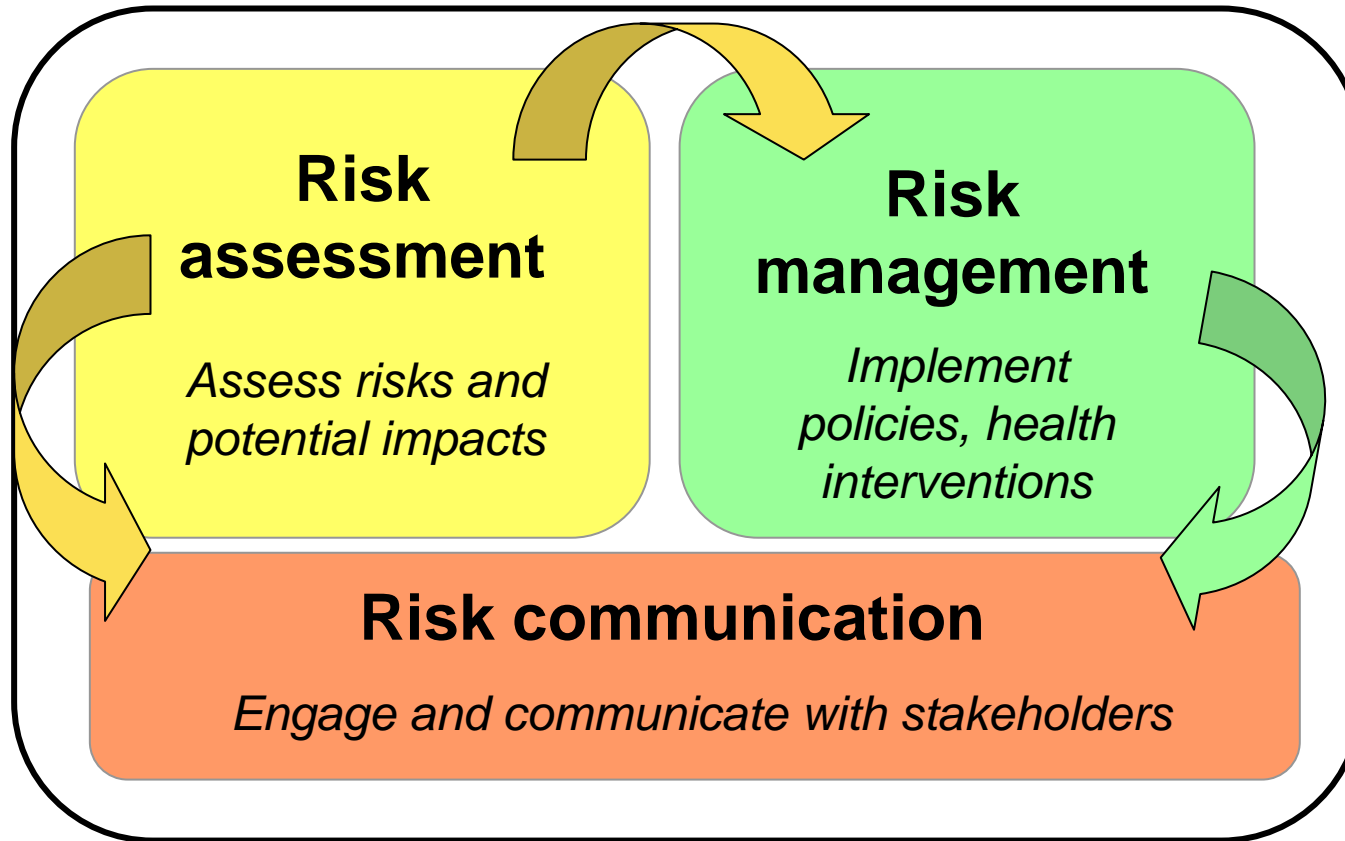 Risk
assessment
Assess risks and
potential impacts
Risk
management
Implement
policies, health
interventions
Risk communication
Engage and communicate with stakeholders